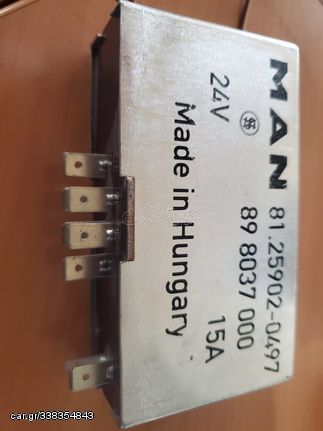 MAN 81.25902-0497
89 8037 000
24V 15A
Made in Hungary
car.gr/338354843